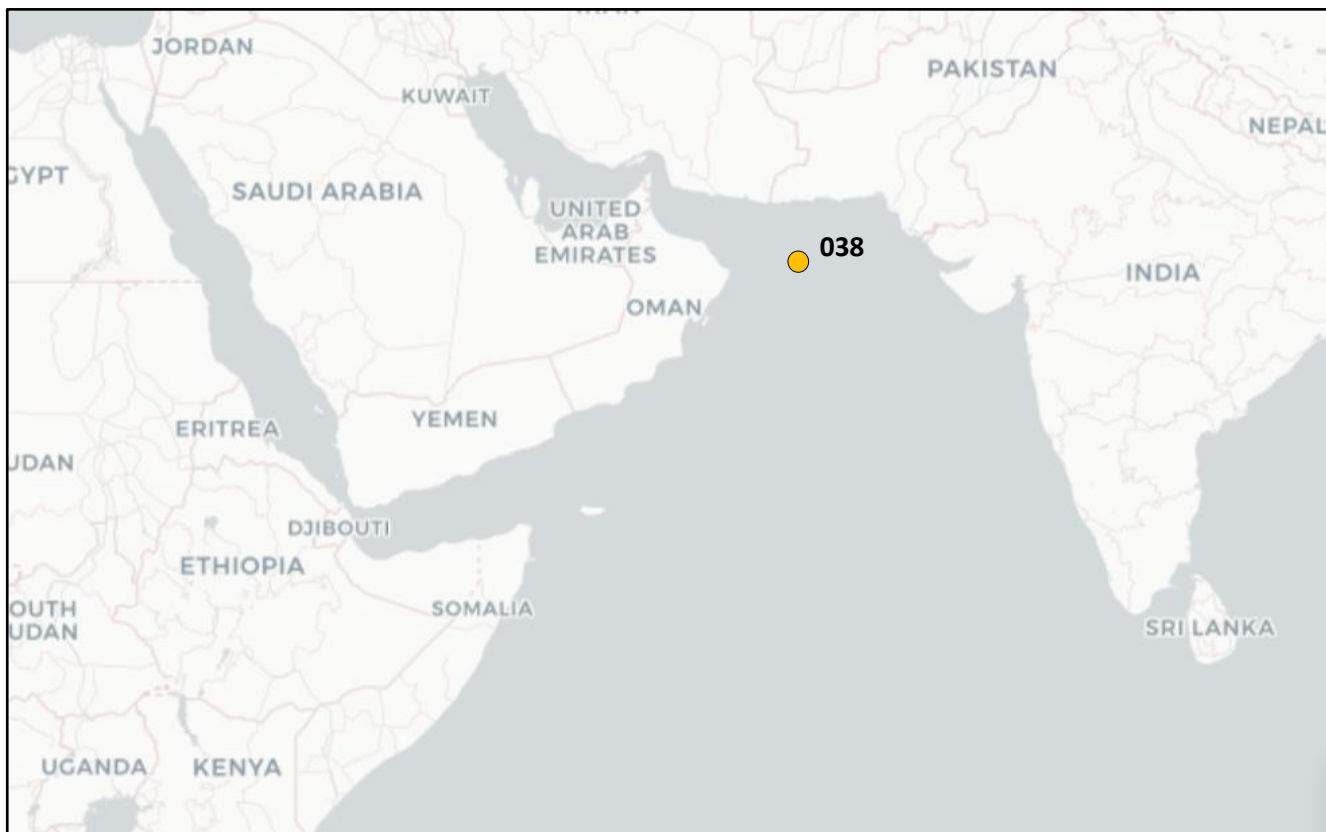 IRAN
JORDAN
PAKISTAN
KUWAIT
NEPAL
GYPT
SAUDI ARABIA
UNITED
ARAB
EMIRATES
038
INDIA
OMAN
YEMEN
ERITREA
UDAN
DJIBOUTI
ETHIOPIA
SOMALIA
OUTH
UDAN
SRI LANKA
UGANDA
KENYA